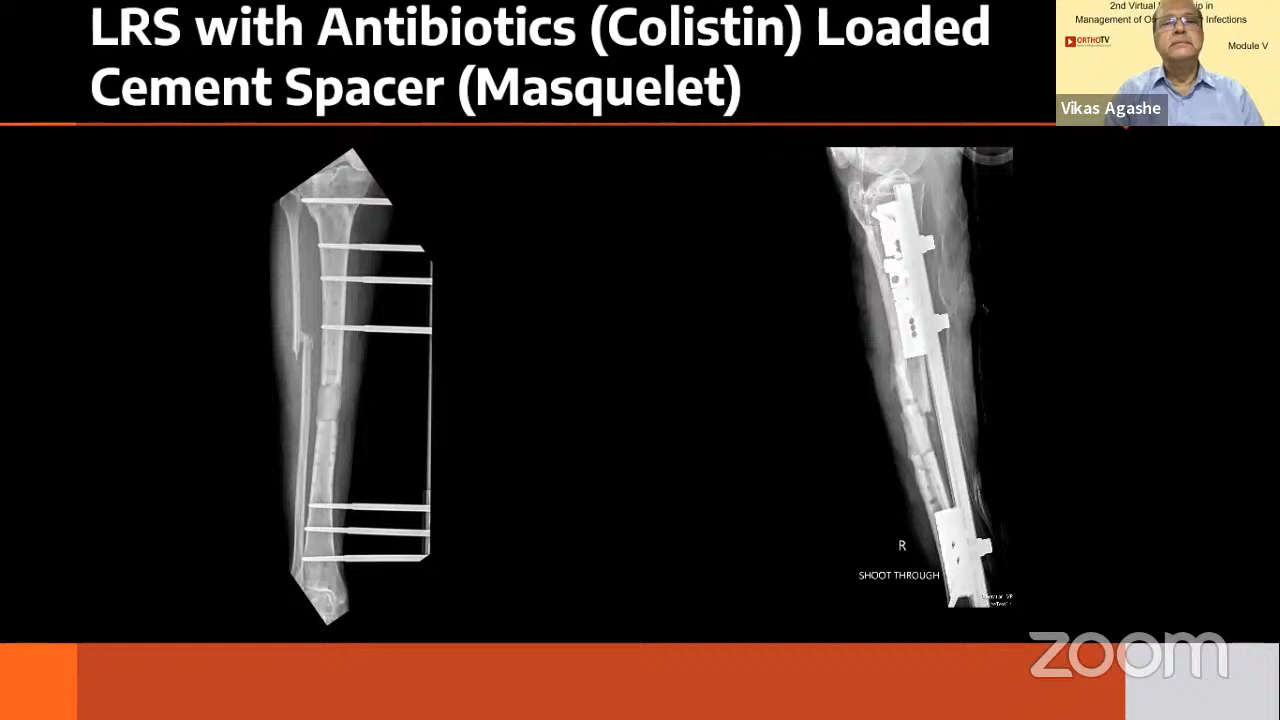 LRS with Antibiotics (Colistin) Loaded
Cement Spacer (Masquelet)
2nd Virtual
in
Management of
Infections
ORTHOTV
Module V
Vikas Agashe
R
SHOOT THROUGH
zoom